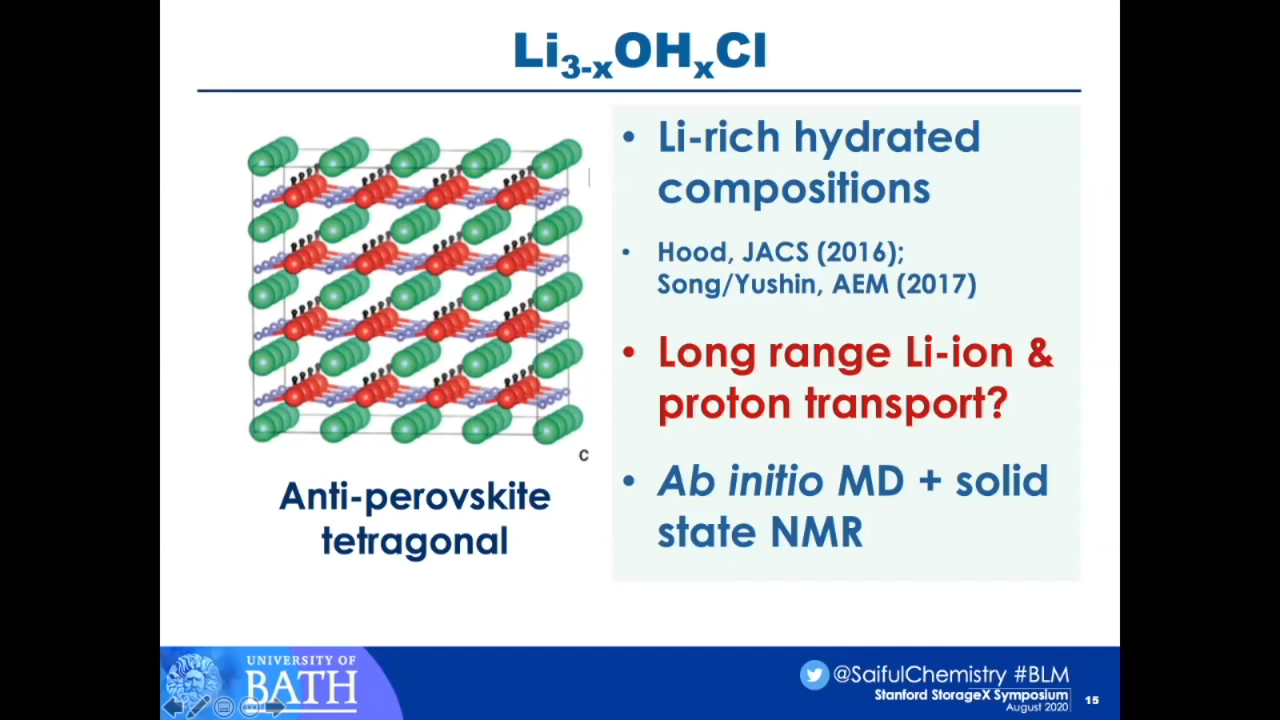 Li₃₋ₓOHₓCl
• Li-rich hydrated
compositions
• Hood, JACS (2016);
Song/Yushin, AEM (2017)
• Long range Li-ion &
proton transport?
• Ab initio MD + solid
state NMR
c
Anti-perovskite
tetragonal
UNIVERSITY OF
BATH
@SaifulChemistry #BLM
Stanford StorageX Symposium
August 2020
15